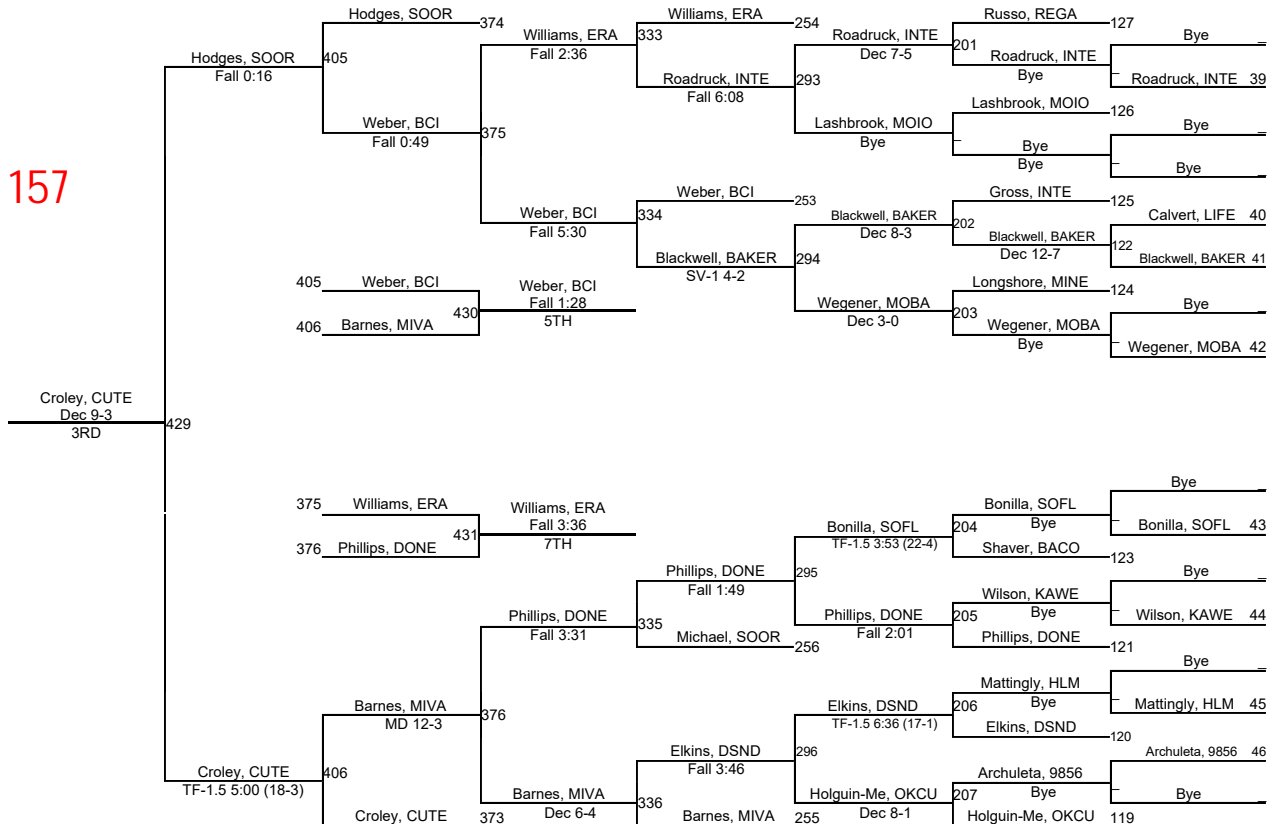 Hodges, SOOR 374 Williams, ERA 254 Russo, REGA 127
Williams, ERA 333 Roadruck, INTE Bye
Hodges, SOOR 405 Fall 2:36 Dec 7-5 201 Roadruck, INTE
Fall 0:16 Roadruck, INTE 293 Bye Roadruck, INTE 39
Fall 6:08
Weber, BCI 375 Lashbrook, MOIO Lashbrook, MOIO 126
Fall 0:49 Bye Bye Bye
Bye Bye
157
Weber, BCI 253 Gross, INTE 125
Weber, BCI 334 Blackwell, BAKER 202 Calvert, LIFE 40
Fall 5:30 Dec 8-3 Blackwell, BAKER 122
Blackwell, BAKER 294 Dec 12-7 Blackwell, BAKER 41
SV-1 4-2
405 Weber, BCI Weber, BCI Longshore, MINE 124
430 Fall 1:28 Wegener, MOBA 203 Bye
406 Barnes, MIVA 5TH Dec 3-0 Wegener, MOBA
Bye Wegener, MOBA 42
Croley, CUTE
Dec 9-3
3RD 429
Bye
375 Williams, ERA Williams, ERA Bonilla, SOFL
431 Fall 3:36 Bonilla, SOFL 204 Bye Bonilla, SOFL 43
376 Phillips, DONE 7TH TF-1.5 3:53 (22-4) Shaver, BACO 123
Phillips, DONE 295 Bye
Fall 1:49 Wilson, KAWE
Phillips, DONE 335 Phillips, DONE 205 Bye Wilson, KAWE 44
Fall 3:31 Michael, SOOR 256 Fall 2:01 Phillips, DONE 121
Bye
Mattingly, HLM
Barnes, MIVA 376 Elkins, DSND 206 Bye Mattingly, HLM 45
MD 12-3 TF-1.5 6:36 (17-1) Elkins, DSND 120
Elkins, DSND 296 Archuleta, 9856 46
Croley, CUTE 406 Fall 3:46 Archuleta, 9856
TF-1.5 5:00 (18-3) Barnes, MIVA 336 Holguin-Me, OKCU 207 Bye Bye
Croley, CUTE 373 Dec 6-4 Barnes, MIVA 255 Dec 8-1 Holguin-Me, OKCU 119